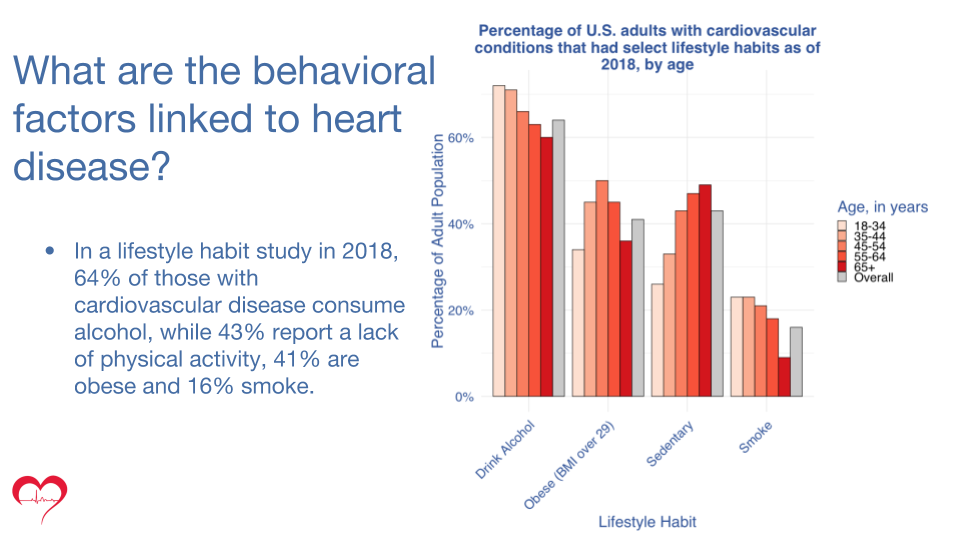 What are the behavioral
factors linked to heart
disease?
• In a lifestyle habit study in 2018,
64% of those with
cardiovascular disease consume
alcohol, while 43% report a lack
of physical activity, 41% are
obese and 16% smoke.
Percentage of U.S. adults with cardiovascular
conditions that had select lifestyle habits as of
2018, by age
Percentage of Adult Population
60%
40%
20%
0%
Drink Alcohol
Obese (BMI over 29)
Sedentary
Smoke
Lifestyle Habit
Age, in years
18-34
35-44
45-54
55-64
65+
Overall